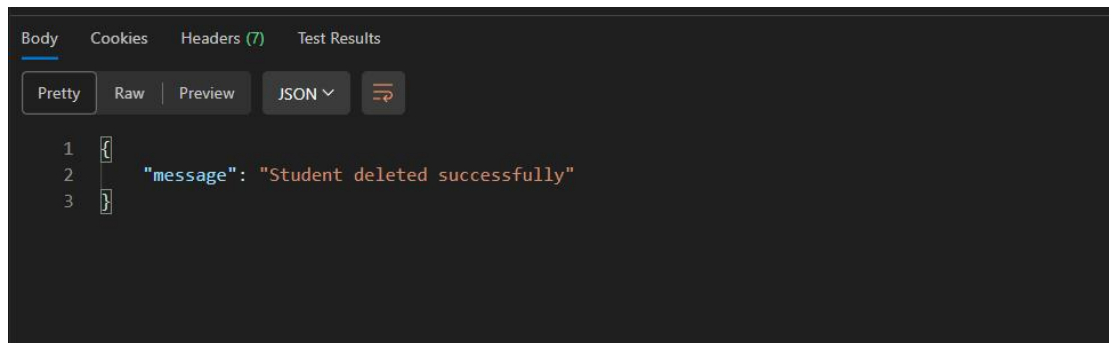 Body Cookies Headers (7) Test Results
Pretty Raw Preview JSON
1 {
2 "message": "Student deleted successfully"
3 }